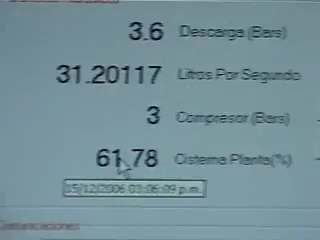 3.6 Descarga (Bars)
31.20117 Litros Por Segundo
3 Compresor (Bars)
61.78 Cisterna Planta(%)
15/12/2006 03:06:09 p.m.
Comunicaciones